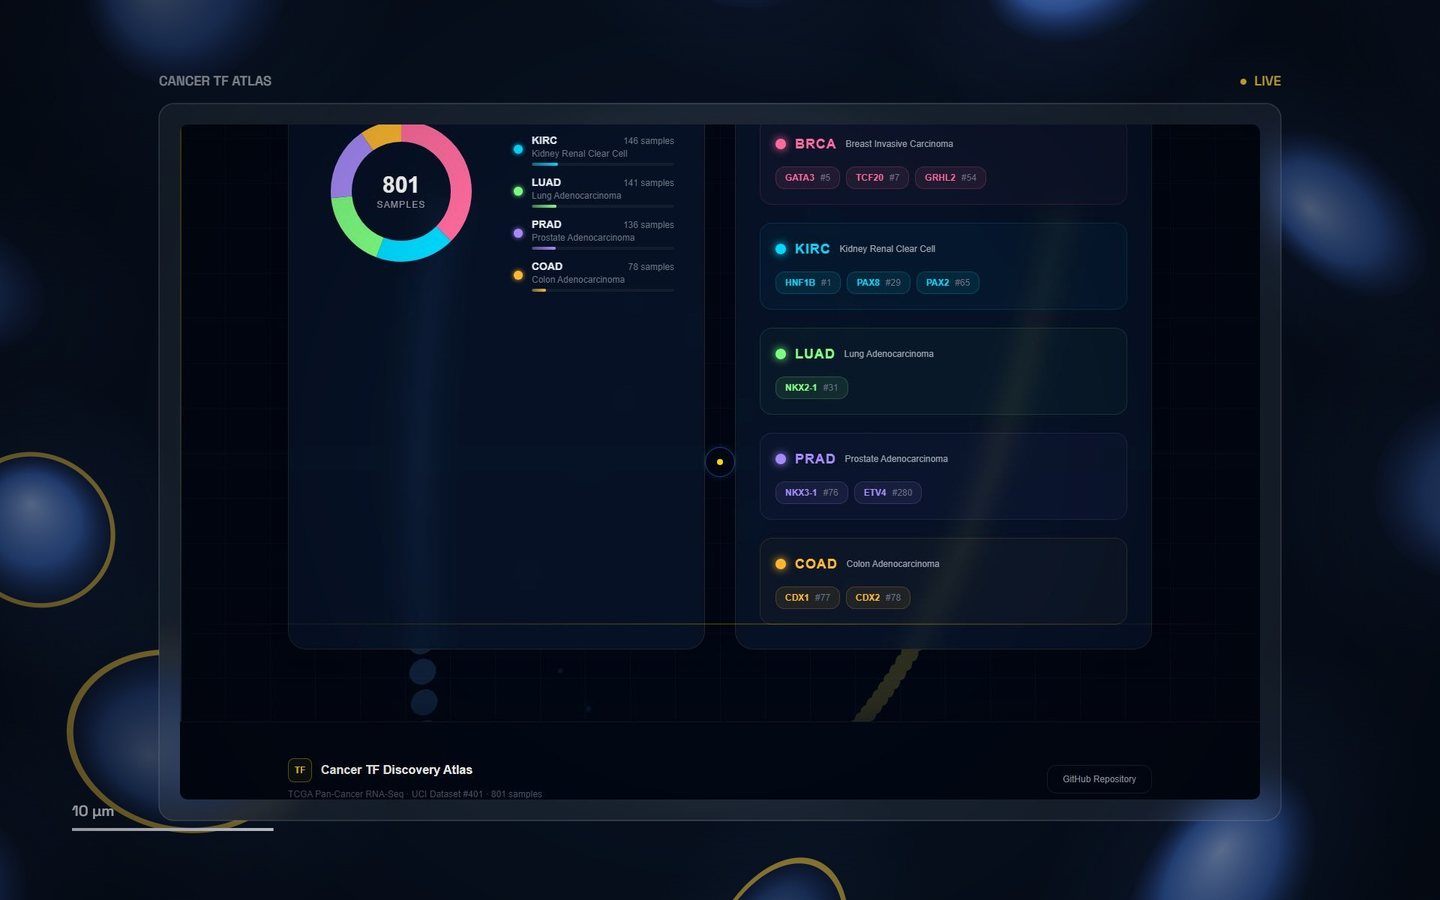 CANCER TF ATLAS
LIVE
801
SAMPLES
KIRC 146 samples
Kidney Renal Clear Cell
LUAD 141 samples
Lung Adenocarcinoma
PRAD 136 samples
Prostate Adenocarcinoma
COAD 78 samples
Colon Adenocarcinoma
BRCA Breast Invasive Carcinoma
GATA3 #5 TCF20 #7 GRHL2 #54
KIRC Kidney Renal Clear Cell
HNF1B #1 PAX8 #29 PAX2 #65
LUAD Lung Adenocarcinoma
NKX2-1 #31
PRAD Prostate Adenocarcinoma
NKX3-1 #76 ETV4 #280
COAD Colon Adenocarcinoma
CDX1 #77 CDX2 #78
TF Cancer TF Discovery Atlas
TCGA Pan-Cancer RNA-Seq · UCI Dataset #401 · 801 samples
GitHub Repository
10 µm